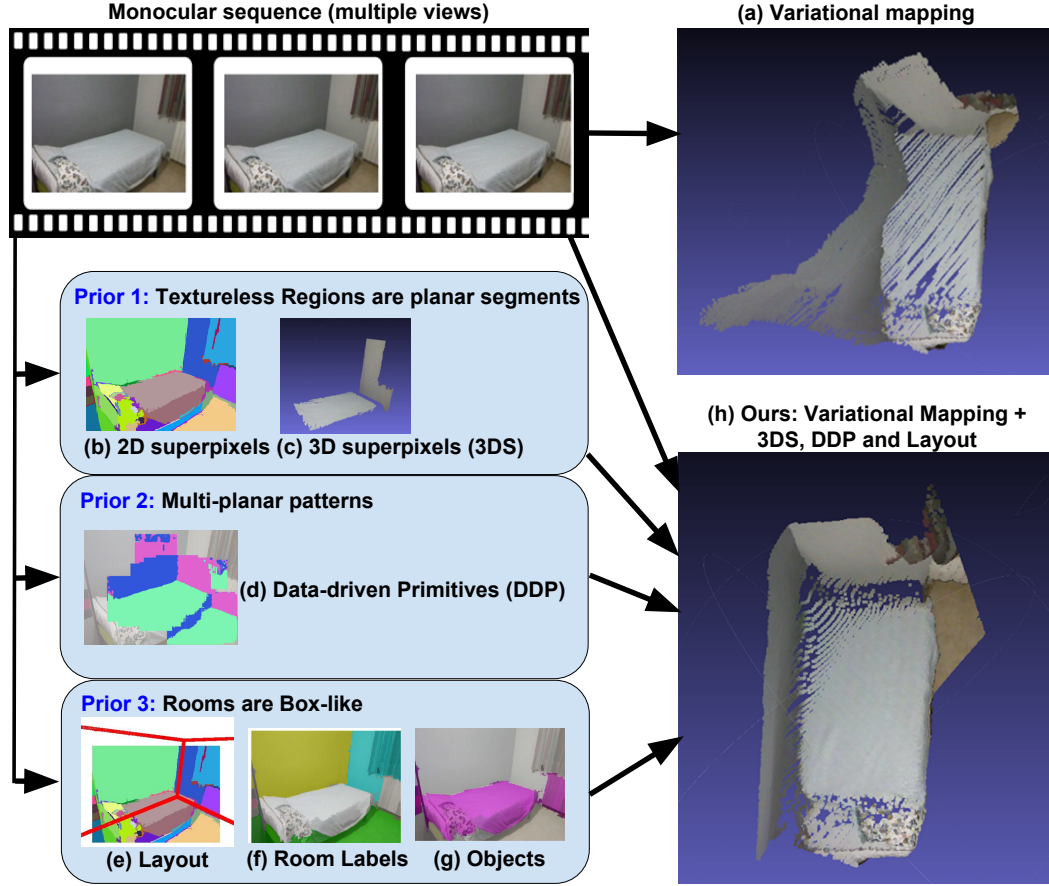 Monocular sequence (multiple views)
(a) Variational mapping
Prior 1: Textureless Regions are planar segments
(b) 2D superpixels (c) 3D superpixels (3DS)
Prior 2: Multi-planar patterns
(d) Data-driven Primitives (DDP)
Prior 3: Rooms are Box-like
(e) Layout (f) Room Labels (g) Objects
(h) Ours: Variational Mapping +
3DS, DDP and Layout